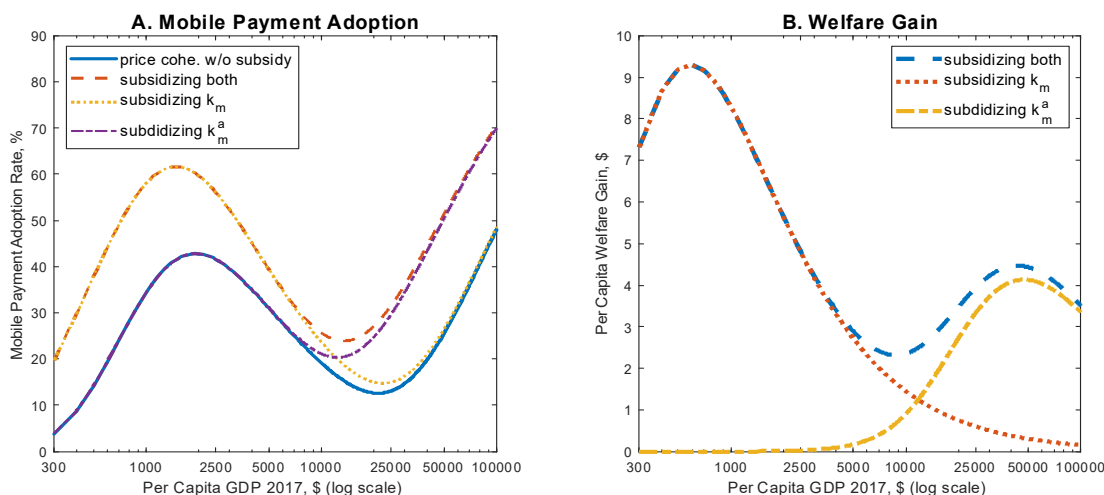 A. Mobile Payment Adoption
90
80
70
60
50
40
30
20
10
0
Mobile Payment Adoption Rate, %
price cohe. w/o subsidy
subsidizing both
subsidizing k_m
subdidizing k_m^a
300 1000 2500 5000 10000 25000 50000 100000
Per Capita GDP 2017, $ (log scale)
B. Welfare Gain
10
9
8
7
6
5
4
3
2
1
0
Per Capita Welfare Gain, $
subsidizing both
subsidizing k_m
subdidizing k_m^a
300 1000 2500 5000 10000 25000 50000 100000
Per Capita GDP 2017, $ (log scale)